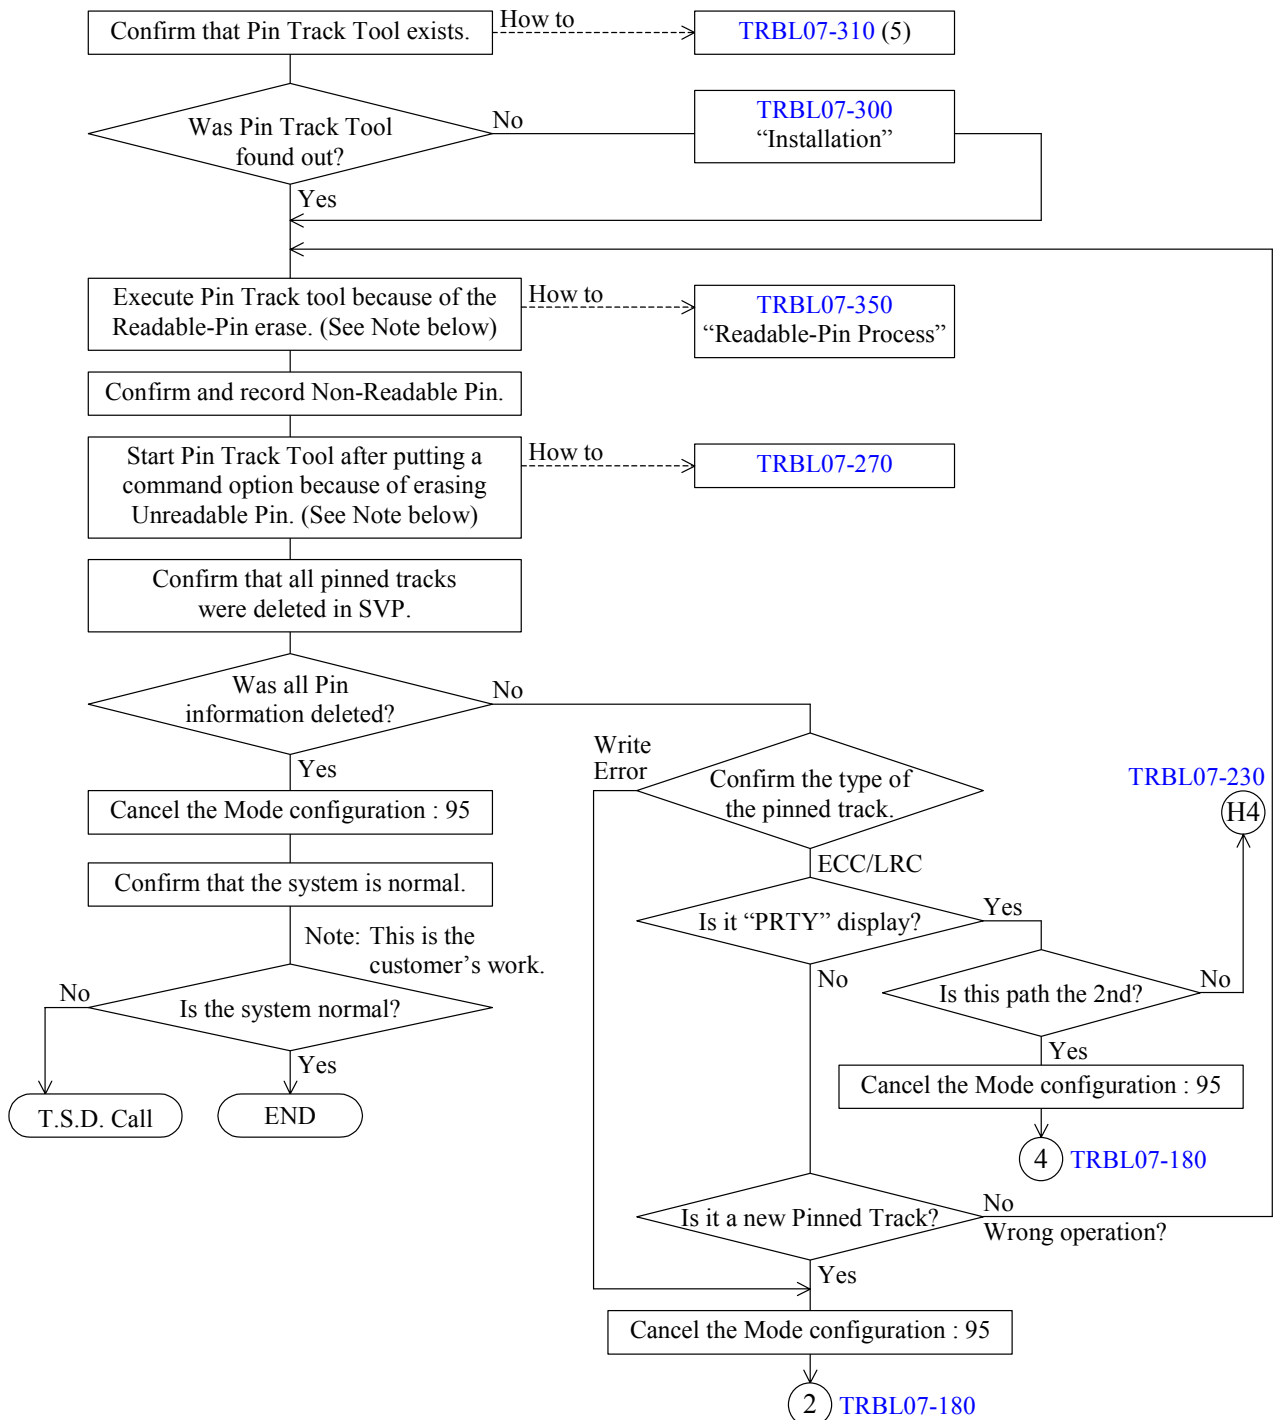 Confirm that Pin Track Tool exists.
How to
TRBL07-310 (5)
Was Pin Track Tool
found out?
No
TRBL07-300
“Installation”
Yes
Execute Pin Track tool because of the
Readable-Pin erase. (See Note below)
How to
TRBL07-350
“Readable-Pin Process”
Confirm and record Non-Readable Pin.
Start Pin Track Tool after putting a
command option because of erasing
Unreadable Pin. (See Note below)
How to
TRBL07-270
Confirm that all pinned tracks
were deleted in SVP.
Was all Pin
information deleted?
No
Yes
Write
Error
Confirm the type of
the pinned track.
TRBL07-230
H4
Cancel the Mode configuration : 95
ECC/LRC
Confirm that the system is normal.
Is it “PRTY” display?
Yes
Note: This is the
customer’s work.
No
Is this path the 2nd?
No
No
Is the system normal?
Yes
Yes
Cancel the Mode configuration : 95
T.S.D. Call
END
4
TRBL07-180
Is it a new Pinned Track?
No
Wrong operation?
Yes
Cancel the Mode configuration : 95
2
TRBL07-180